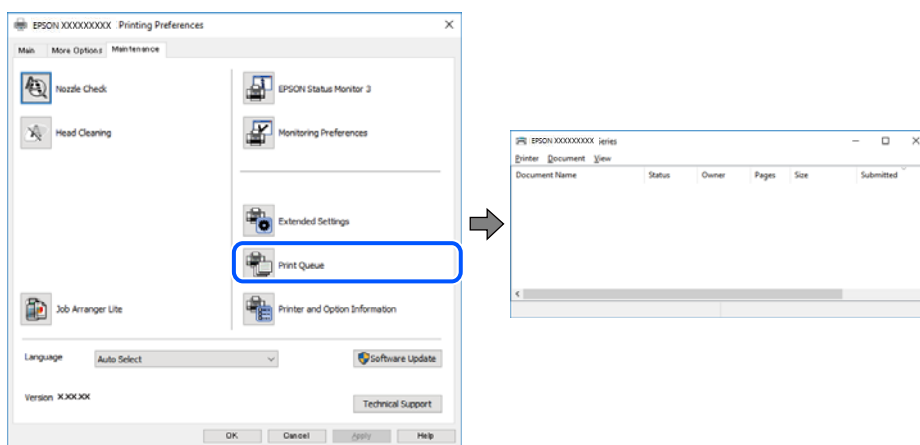 EPSON XXXXXXXXX Printing Preferences
Main More Options Maintenance
Nozzle Check
EPSON Status Monitor 3
Head Cleaning
Monitoring Preferences
Extended Settings
Print Queue
Job Arranger Lite
Printer and Option Information
Language Auto Select Software Update
Version X.XX.XX
Technical Support
OK Cancel Apply Help
EPSON XXXXXXXXX ieries
Printer Document View
Document Name Status Owner Pages Size Submitted